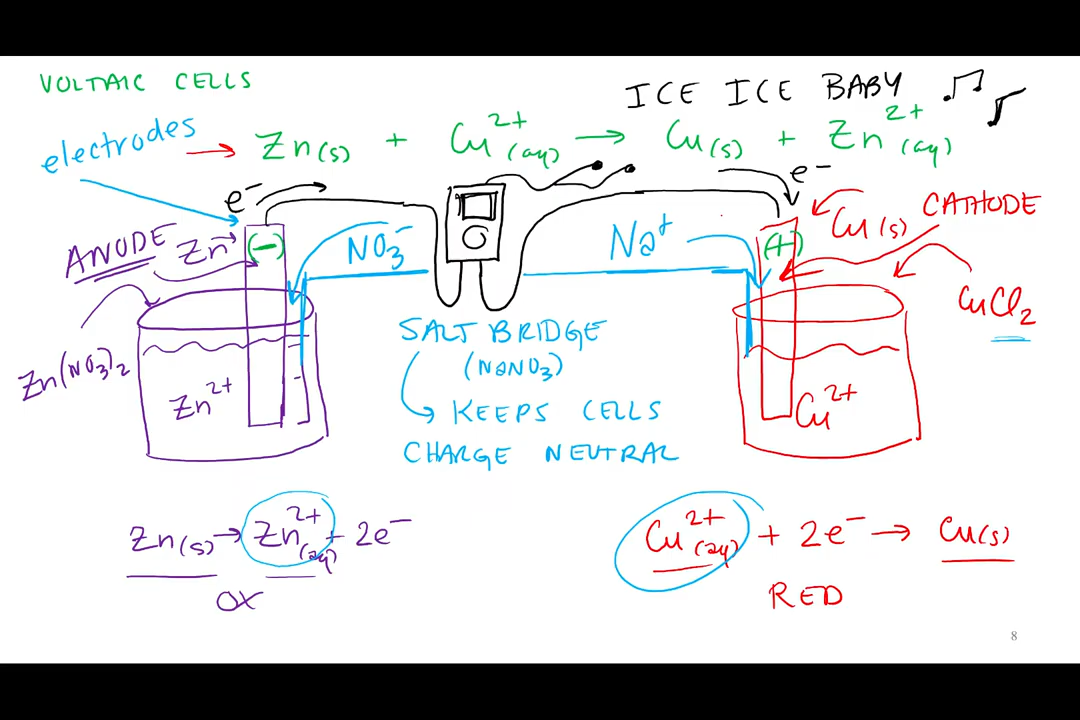 VOLTAIC CELLS
ICE ICE BABY
electrodes
Zn(s) + Cu²⁺(aq) → Cu(s) + Zn²⁺(aq)
e⁻
e⁻
ANODE
Zn
(−)
NO₃⁻
Na⁺
(+)
Cu(s)
CATHODE
Zn(NO₃)₂
CuCl₂
SALT BRIDGE
(NaNO₃)
Zn²⁺
→ KEEPS CELLS
Cu²⁺
CHARGE NEUTRAL
Zn(s) → Zn²⁺(aq) + 2e⁻
Cu²⁺(aq) + 2e⁻ → Cu(s)
OX
RED
8